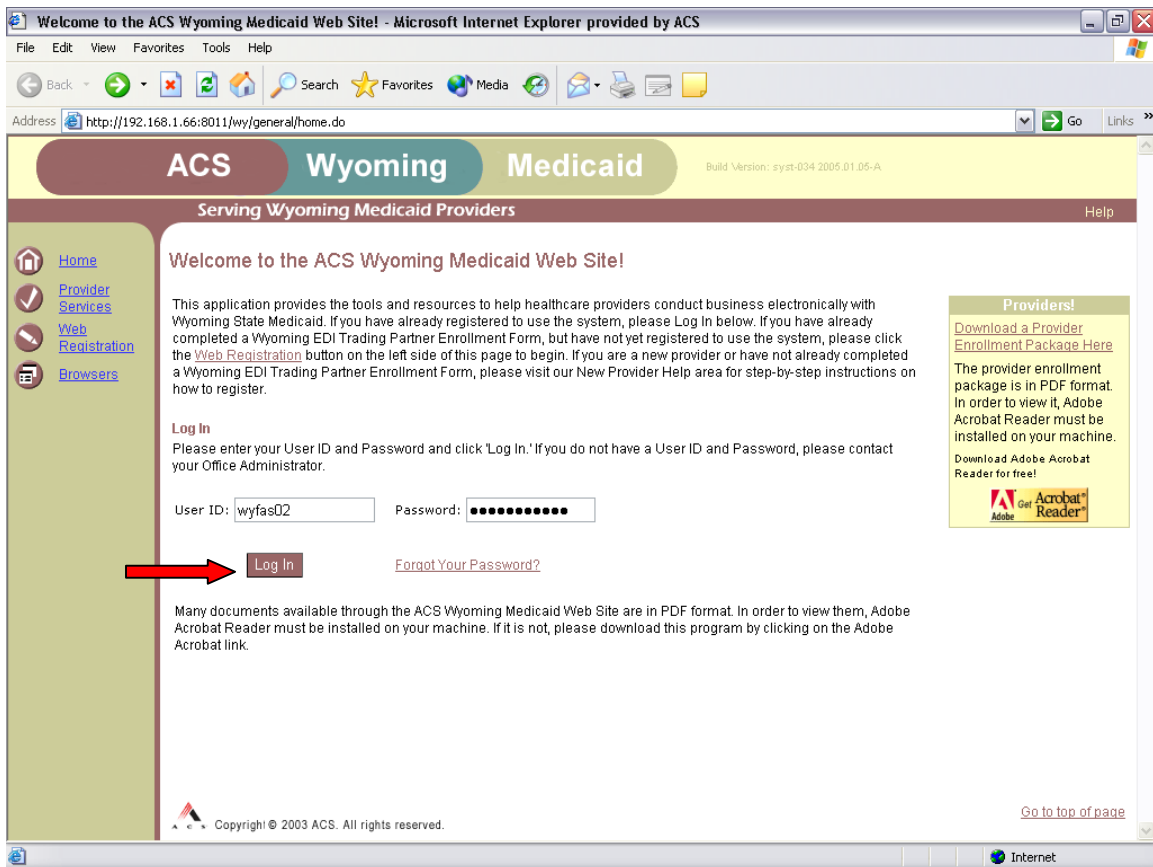 Welcome to the ACS Wyoming Medicaid Web Site! - Microsoft Internet Explorer provided by ACS
File Edit View Favorites Tools Help
Back Search Favorites Media
Address http://192.168.1.66:8011/wy/general/home.do Go Links »
ACS Wyoming Medicaid Build Version: syst-034 2005.01.05-A
Serving Wyoming Medicaid Providers Help
Home
Provider
Services
Web
Registration
Browsers
Welcome to the ACS Wyoming Medicaid Web Site!
This application provides the tools and resources to help healthcare providers conduct business electronically with
Wyoming State Medicaid. If you have already registered to use the system, please Log In below. If you have already
completed a Wyoming EDI Trading Partner Enrollment Form, but have not yet registered to use the system, please click
the Web Registration button on the left side of this page to begin. If you are a new provider or have not already completed
a Wyoming EDI Trading Partner Enrollment Form, please visit our New Provider Help area for step-by-step instructions on
how to register.
Log In
Please enter your User ID and Password and click 'Log In.' If you do not have a User ID and Password, please contact
your Office Administrator.
User ID: wyfas02 Password: ●●●●●●●●●●●
Log In Forgot Your Password?
Many documents available through the ACS Wyoming Medicaid Web Site are in PDF format. In order to view them, Adobe
Acrobat Reader must be installed on your machine. If it is not, please download this program by clicking on the Adobe
Acrobat link.
Providers!
Download a Provider
Enrollment Package Here
The provider enrollment
package is in PDF format.
In order to view it, Adobe
Acrobat Reader must be
installed on your machine.
Download Adobe Acrobat
Reader for free!
Adobe Get Acrobat®
Reader®
Go to top of page
A C S Copyright © 2003 ACS. All rights reserved.
Internet